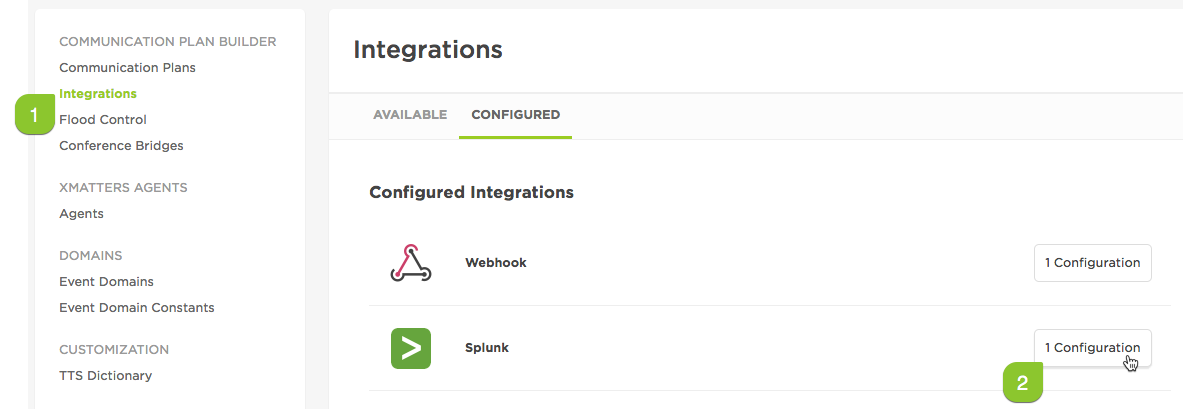 COMMUNICATION PLAN BUILDER
Communication Plans
Integrations
1
Flood Control
Conference Bridges
XMATTERS AGENTS
Agents
DOMAINS
Event Domains
Event Domain Constants
CUSTOMIZATION
TTS Dictionary
Integrations
AVAILABLE CONFIGURED
Configured Integrations
Webhook 1 Configuration
> Splunk 1 Configuration
2